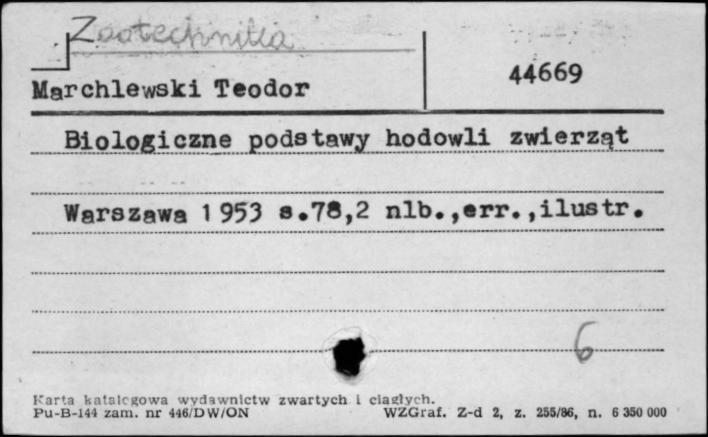 Zootechnika
Marchlewski Teodor
44669
Biologiczne podstawy hodowli zwierząt
Warszawa 1953 s.78,2 nlb.,err.,ilustr.
6
Karta katalogowa wydawnictw zwartych i ciągłych.
Pu-B-144 zam. nr 446/DW/ON
WZGraf. Z-d 2, z. 255/86, n. 6 350 000